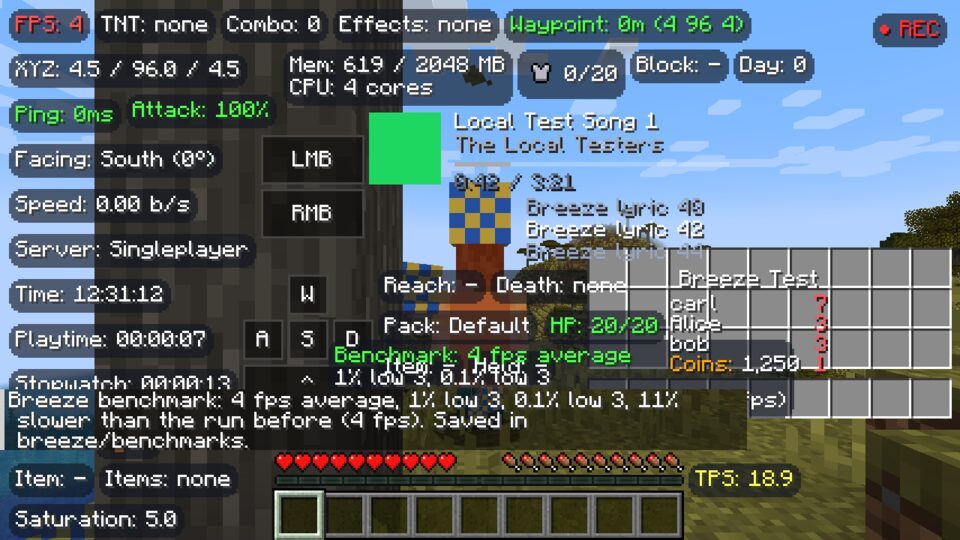 FPS: 4 TNT: none Combo: 0 Effects: none Waypoint: 0m (4 96 4) REC
XYZ: 4.5 / 96.0 / 4.5 Mem: 619 / 2048 MB 0/20 Block: - Day: 0
CPU: 4 cores
Ping: 0ms Attack: 100%
Local Test Song 1
The Local Testers
Facing: South (0°) LMB
0:42 / 3:21
Speed: 0.00 b/s RMB
Breeze lyric 40
Breeze lyric 42
Breeze lyric 44
Server: Singleplayer
Breeze Test
Reach: - Death: none
Time: 12:31:12 W
carl 7
Alice 3
Pack: Default HP: 20/20
Playtime: 00:00:07 A S D
bob 3
Benchmark: 4 fps average
Coins: 1,250 1
Item: - Held: -
1% low 3, 0.1% low 3
Stopwatch: 00:00:13 ^
Breeze benchmark: 4 fps average, 1% low 3, 0.1% low 3, 11%
slower than the run before (4 fps). Saved in
breeze/benchmarks.
fps)
Item: - Items: none TPS: 18.9
Saturation: 5.0